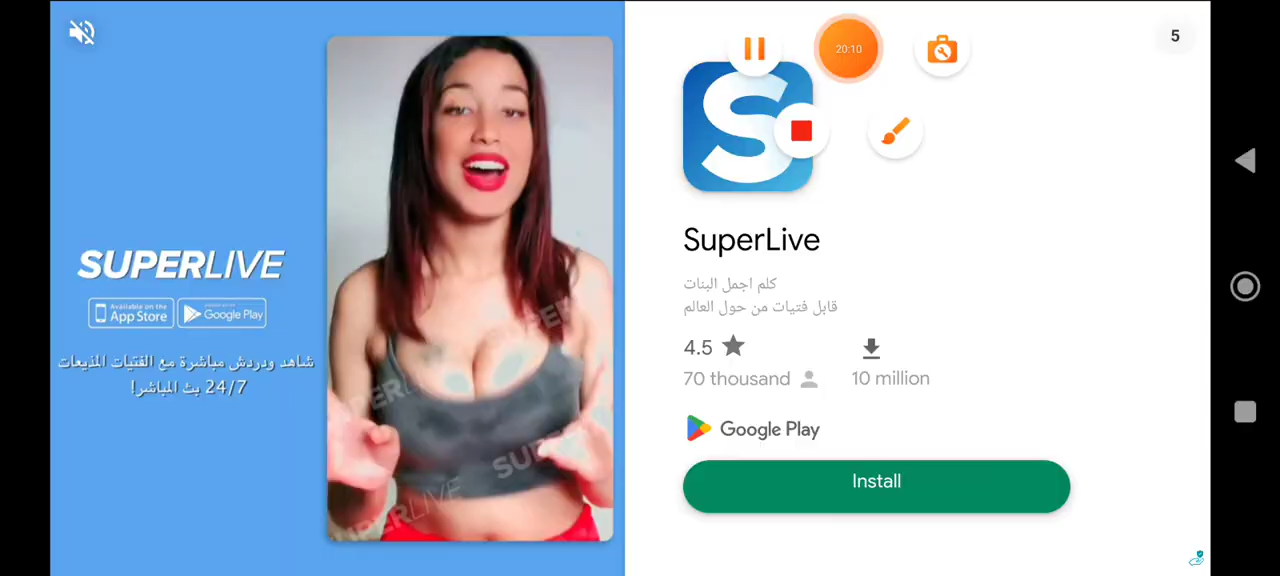 SUPERLIVE
Available on the
App Store
Google Play
شاهد ودردش مباشرة مع الفتيات المذيعات
24/7 بث المباشر!
SUPERLIVE
SUPERLIVE
5
20:10
S
SuperLive
كلم اجمل البنات
قابل فتيات من حول العالم
4.5
70 thousand
10 million
Google Play
Install